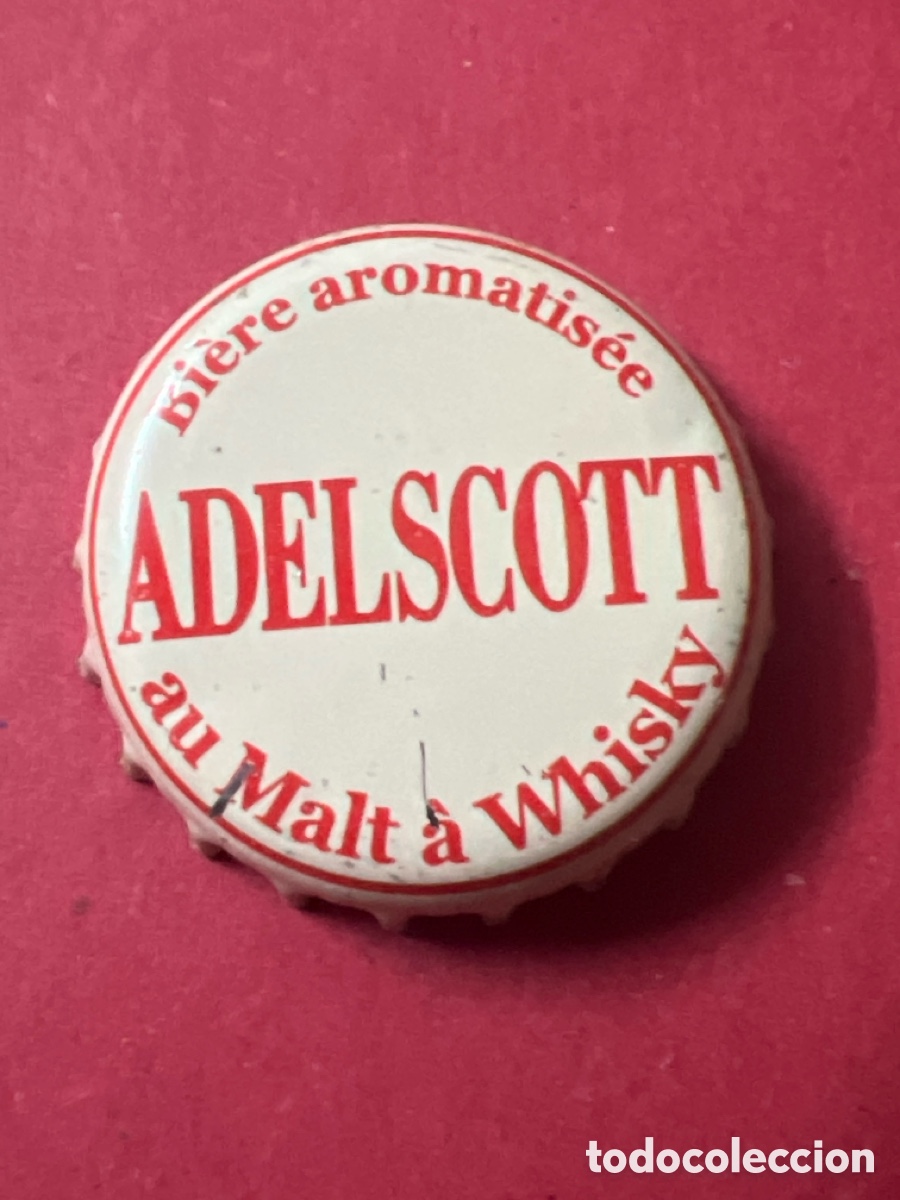 Bière aromatisée
ADELSCOTT
au Malt à Whisky
todocoleccion